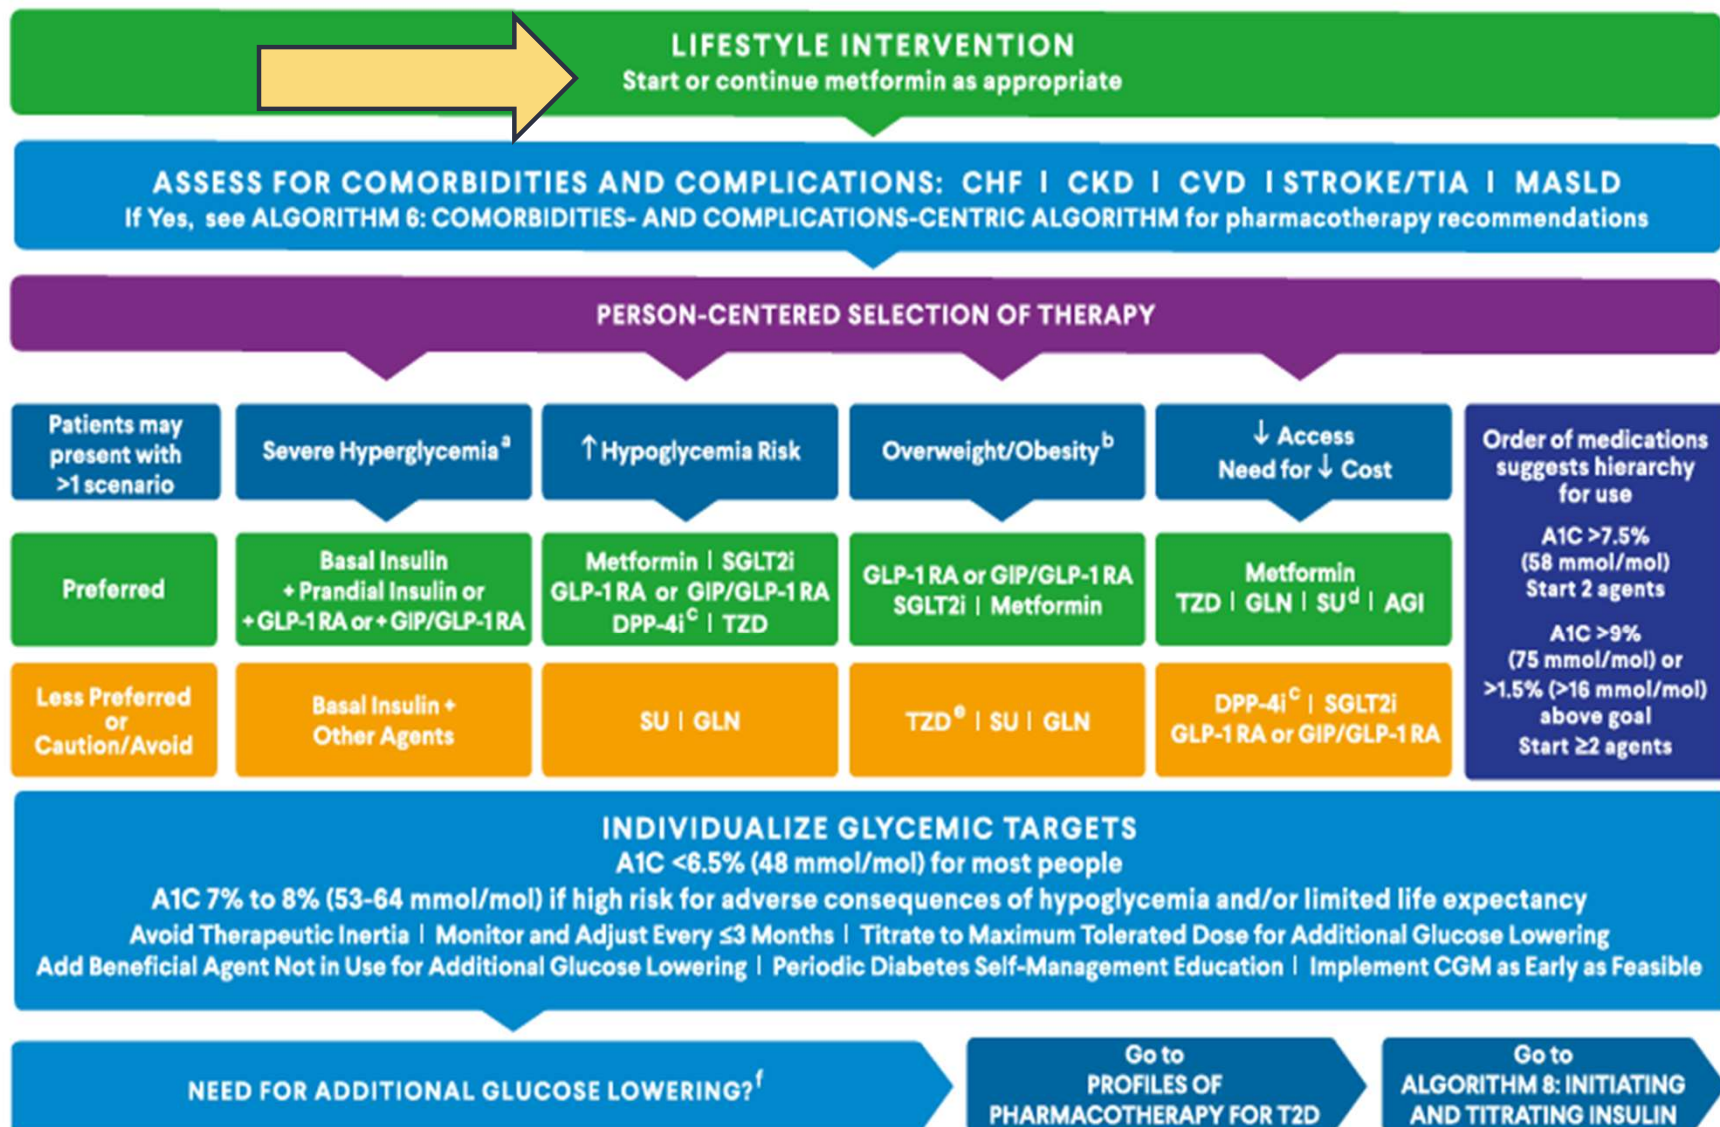 LIFESTYLE INTERVENTION
Start or continue metformin as appropriate
ASSESS FOR COMORBIDITIES AND COMPLICATIONS: CHF | CKD | CVD | STROKE/TIA | MASLD
If Yes, see ALGORITHM 6: COMORBIDITIES- AND COMPLICATIONS-CENTRIC ALGORITHM for pharmacotherapy recommendations
PERSON-CENTERED SELECTION OF THERAPY
Patients may
present with
>1 scenario
Severe Hyperglycemiaᵃ
↑ Hypoglycemia Risk
Overweight/Obesityᵇ
↓ Access
Need for ↓ Cost
Order of medications
suggests hierarchy
for use
A1C >7.5%
(58 mmol/mol)
Start 2 agents
A1C >9%
(75 mmol/mol) or
>1.5% (>16 mmol/mol)
above goal
Start ≥2 agents
Preferred
Basal Insulin
+ Prandial Insulin or
+ GLP-1 RA or + GIP/GLP-1 RA
Metformin | SGLT2i
GLP-1 RA or GIP/GLP-1 RA
DPP-4iᶜ | TZD
GLP-1 RA or GIP/GLP-1 RA
SGLT2i | Metformin
Metformin
TZD | GLN | SUᵈ | AGI
Less Preferred
or
Caution/Avoid
Basal Insulin +
Other Agents
SU | GLN
TZDᵉ | SU | GLN
DPP-4iᶜ | SGLT2i
GLP-1 RA or GIP/GLP-1 RA
INDIVIDUALIZE GLYCEMIC TARGETS
A1C <6.5% (48 mmol/mol) for most people
A1C 7% to 8% (53-64 mmol/mol) if high risk for adverse consequences of hypoglycemia and/or limited life expectancy
Avoid Therapeutic Inertia | Monitor and Adjust Every ≤3 Months | Titrate to Maximum Tolerated Dose for Additional Glucose Lowering
Add Beneficial Agent Not in Use for Additional Glucose Lowering | Periodic Diabetes Self-Management Education | Implement CGM as Early as Feasible
NEED FOR ADDITIONAL GLUCOSE LOWERING?ᶠ
Go to
PROFILES OF
PHARMACOTHERAPY FOR T2D
Go to
ALGORITHM 8: INITIATING
AND TITRATING INSULIN